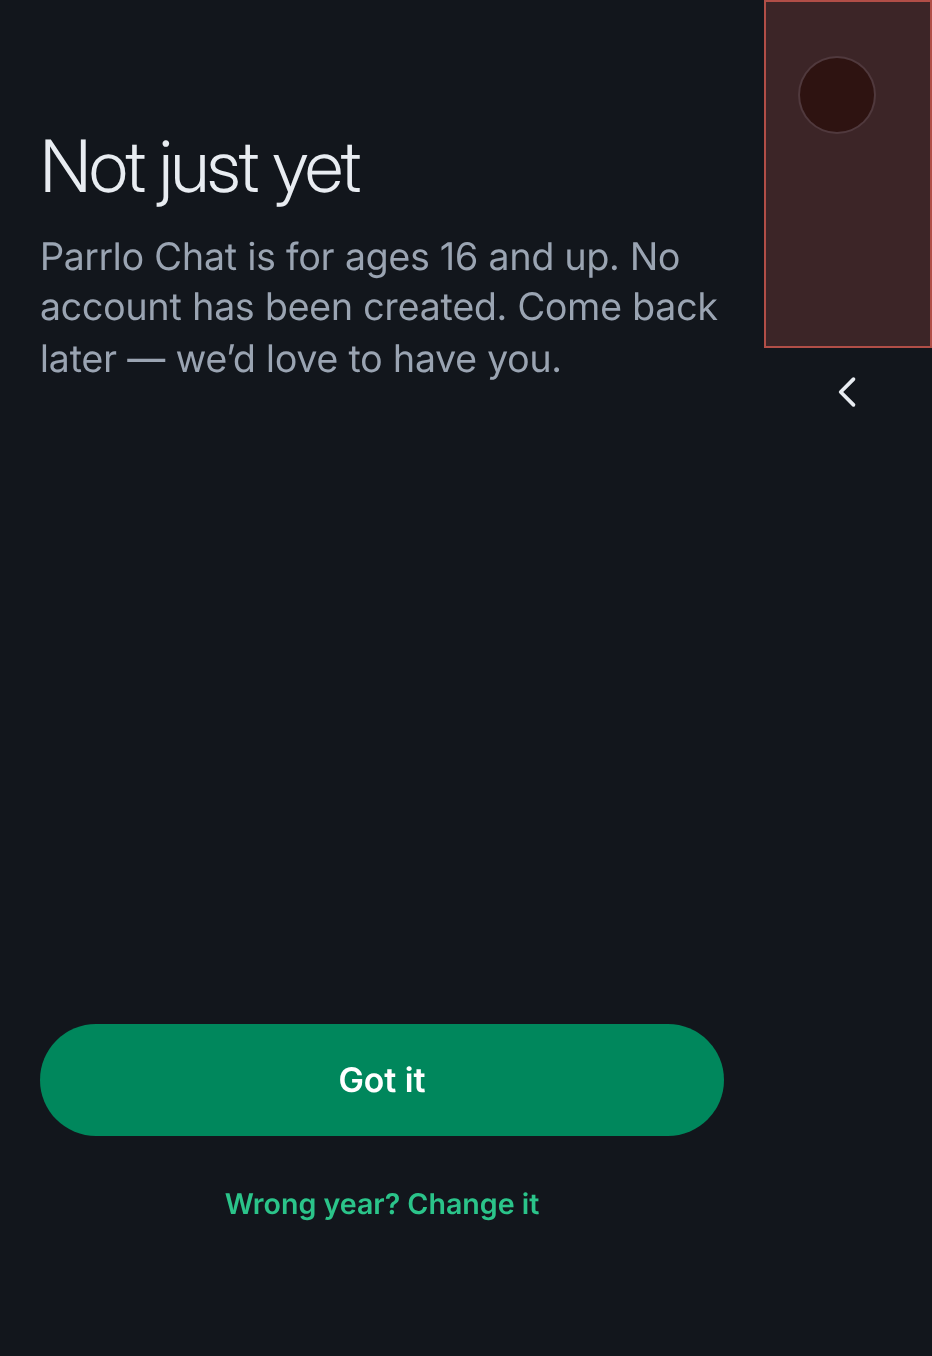 Not just yet
Parrlo Chat is for ages 16 and up. No
account has been created. Come back
later — we’d love to have you.
Got it
Wrong year? Change it